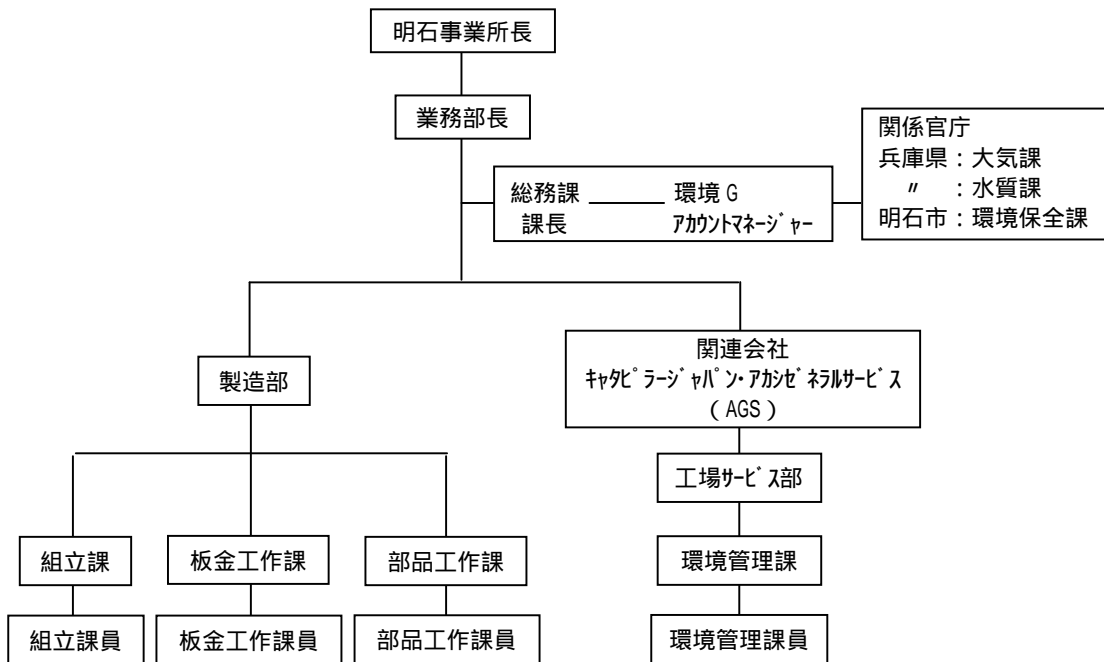 明石事業所長
業務部長
関係官庁
兵庫県：大気課
〃　：水質課
明石市：環境保全課
総務課 ＿＿＿ 環境 G
課長　ｱｶｳﾝﾄﾏﾈｰｼﾞｬｰ
製造部
関連会社
ｷｬﾀﾋﾟﾗｰｼﾞｬﾊﾟﾝ・ｱｶｼｾﾞﾈﾗﾙｻｰﾋﾞｽ
（AGS）
工場ｻｰﾋﾞｽ部
組立課
板金工作課
部品工作課
環境管理課
組立課員
板金工作課員
部品工作課員
環境管理課員